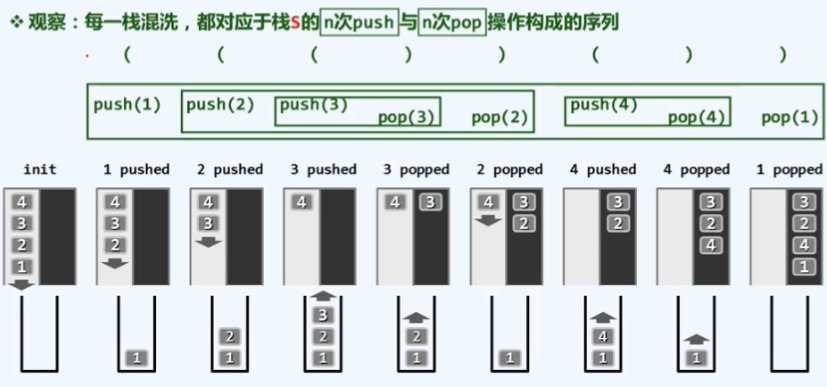 ❖ 观察：每一栈混洗，都对应于栈S的n次push与n次pop操作构成的序列
( ( ( ) ) ( ) )
push(1) push(2) push(3) pop(3) pop(2) push(4) pop(4) pop(1)
init 1 pushed 2 pushed 3 pushed 3 popped 2 popped 4 pushed 4 popped 1 popped
4 4 4 4 4 3 4 3 3 3 3
3 3 3 2 2 2 2
2 2 4 4
1 1
3
2 2 2 4
1 1 1 1 1 1 1